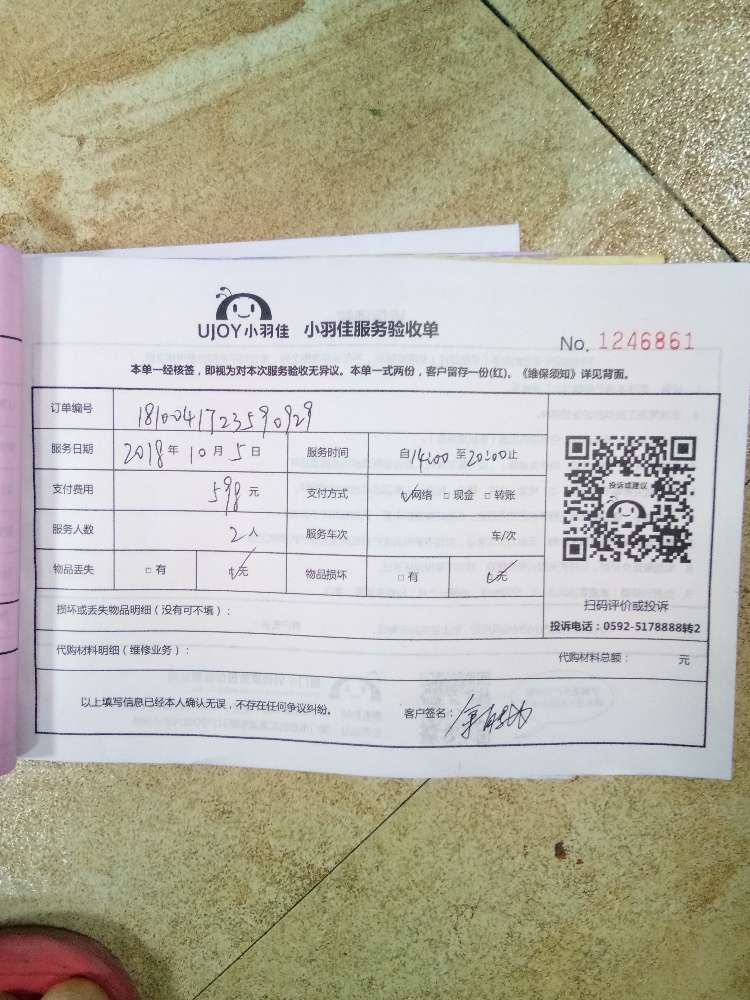 UJOY小羽佳 小羽佳服务验收单
No. 1246861
本单一经核签，即视为对本次服务验收无异议。本单一式两份，客户留存一份(红)。《维保须知》详见背面。
订单编号 1810041723590929
服务日期 2018年 10月 5日 服务时间 自14:00 至20:00止
支付费用 598 元 支付方式 ☑网络 □现金 □转账
服务人数 2人 服务车次 车/次
物品丢失 □有 ☑无 物品损坏 □有 ☑无
投诉或建议
扫码评价或投诉
投诉电话：0592-5178888转2
损坏或丢失物品明细（没有可不填）：
代购材料明细（维修业务）： 代购材料总额： 元
以上填写信息已经本人确认无误，不存在任何争议纠纷。 客户签名：